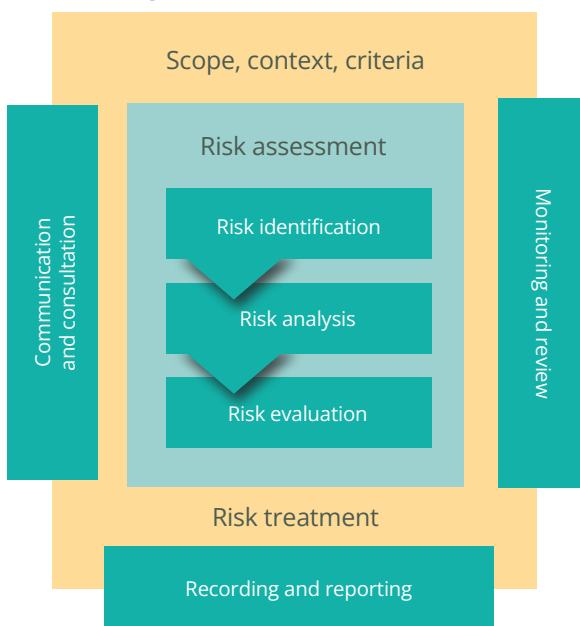 Scope, context, criteria
Risk assessment
Risk identification
Risk analysis
Risk evaluation
Communication
and consultation
Monitoring and review
Risk treatment
Recording and reporting